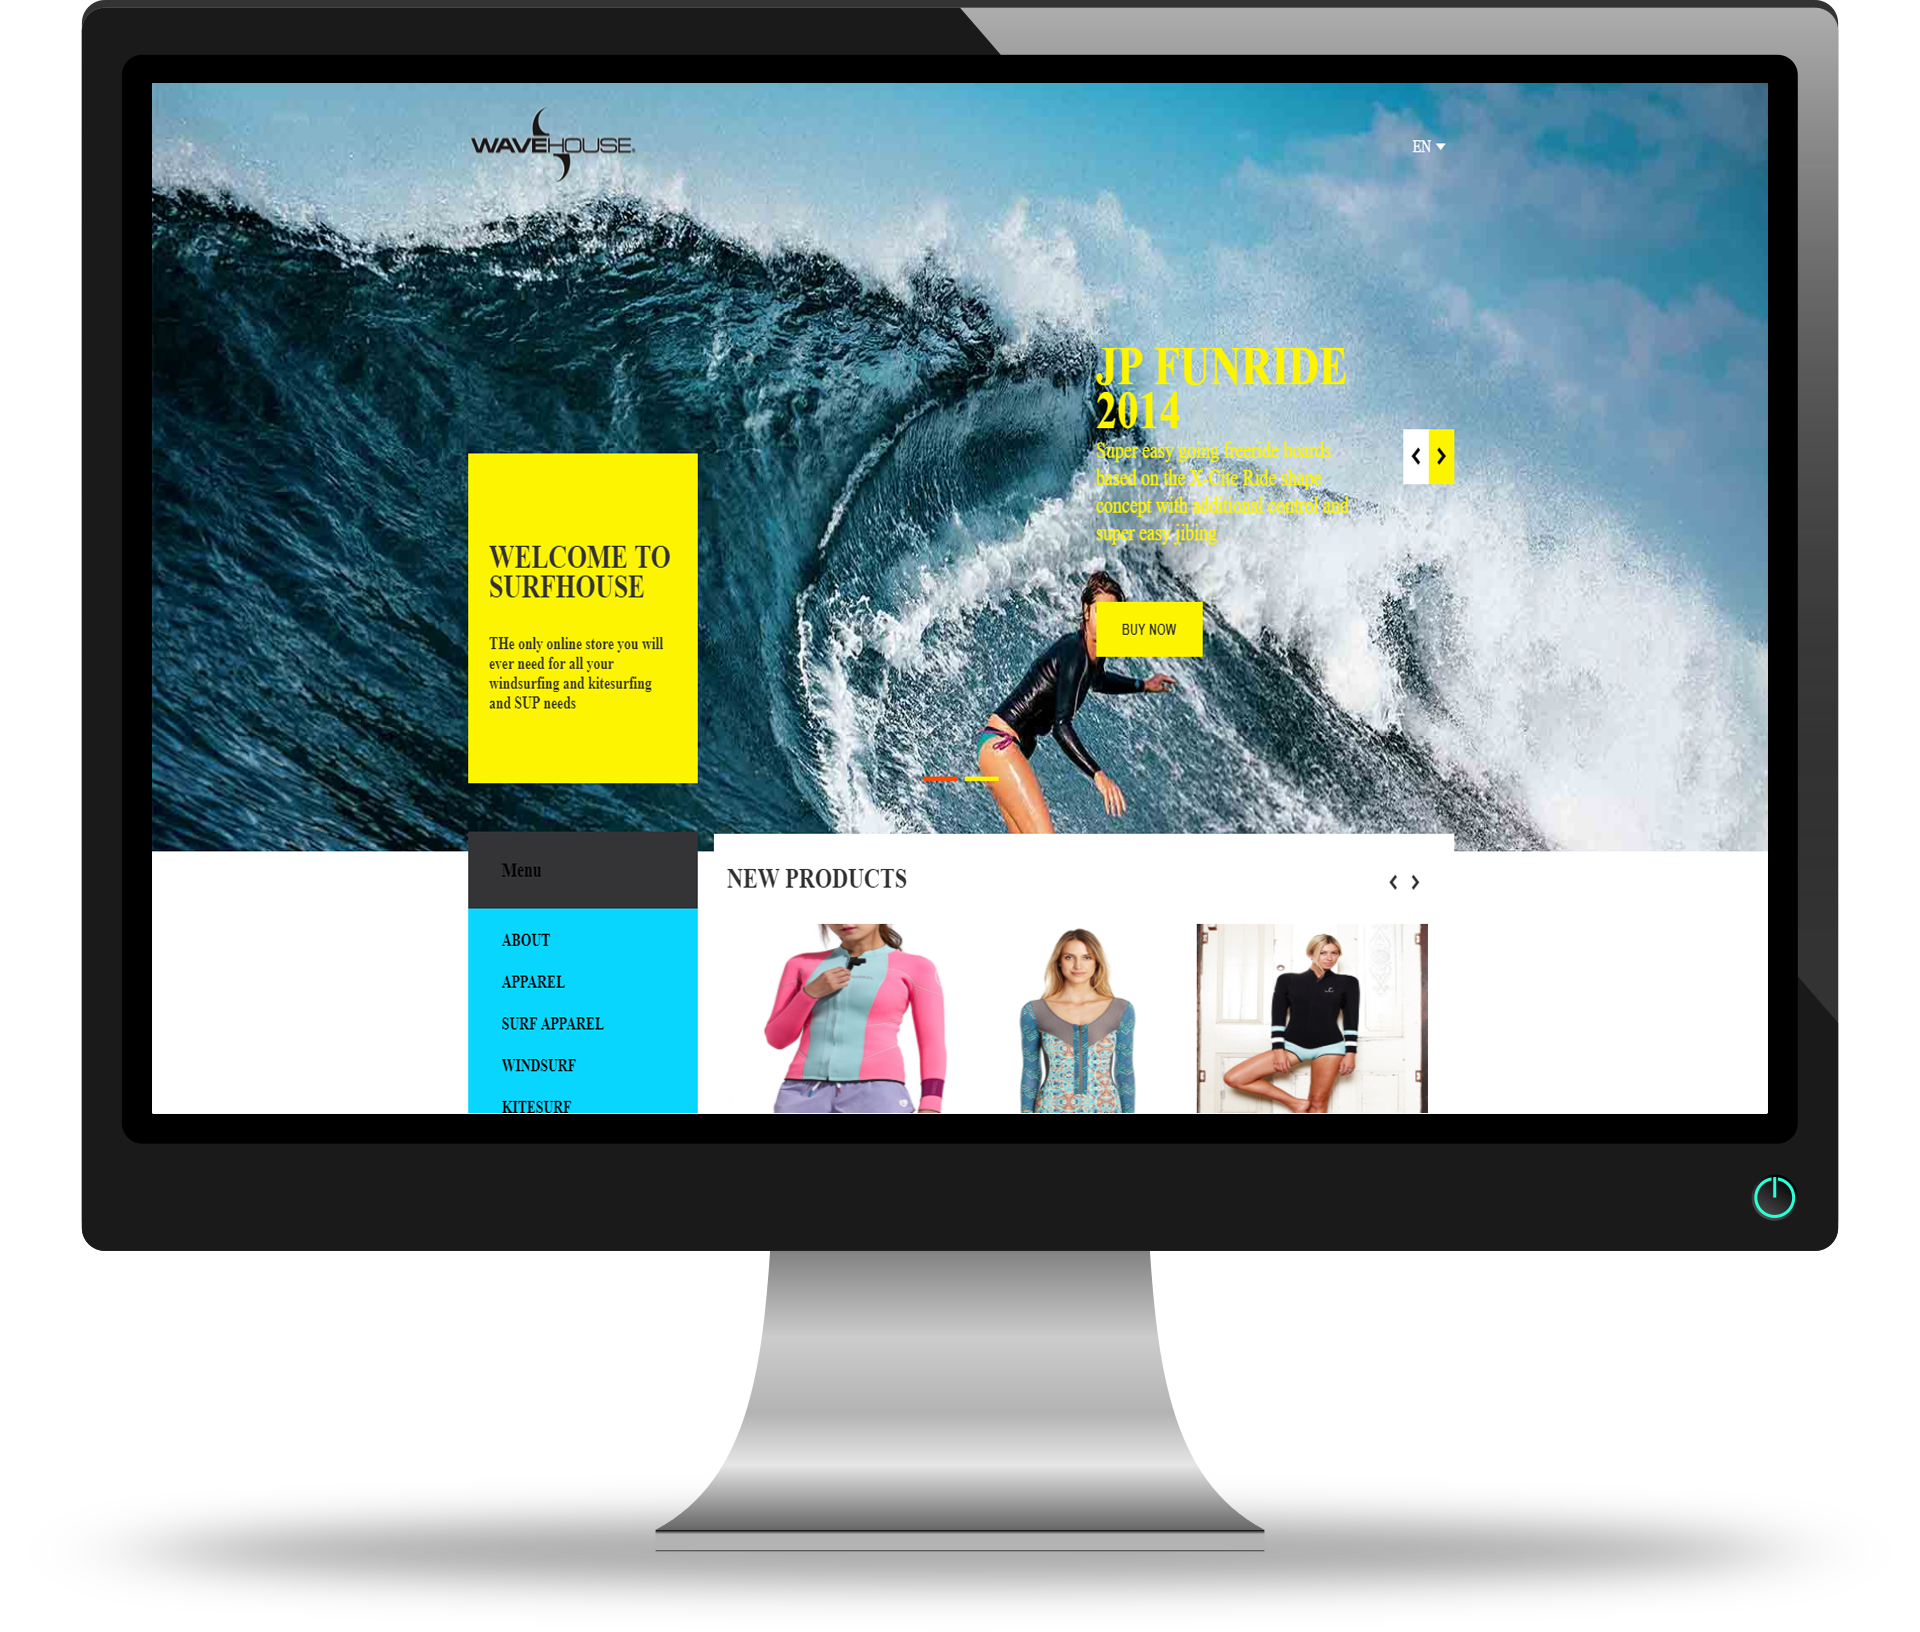 WAVEHOUSE
EN
JP FUNRIDE
2014
Super easy going freeride boards
based on the X-Cite Ride shape
concept with additional control and
super easy jibing
BUY NOW
WELCOME TO
SURFHOUSE
THe only online store you will
ever need for all your
windsurfing and kitesurfing
and SUP needs
Menu
ABOUT
APPAREL
SURF APPAREL
WINDSURF
KITESURF
NEW PRODUCTS